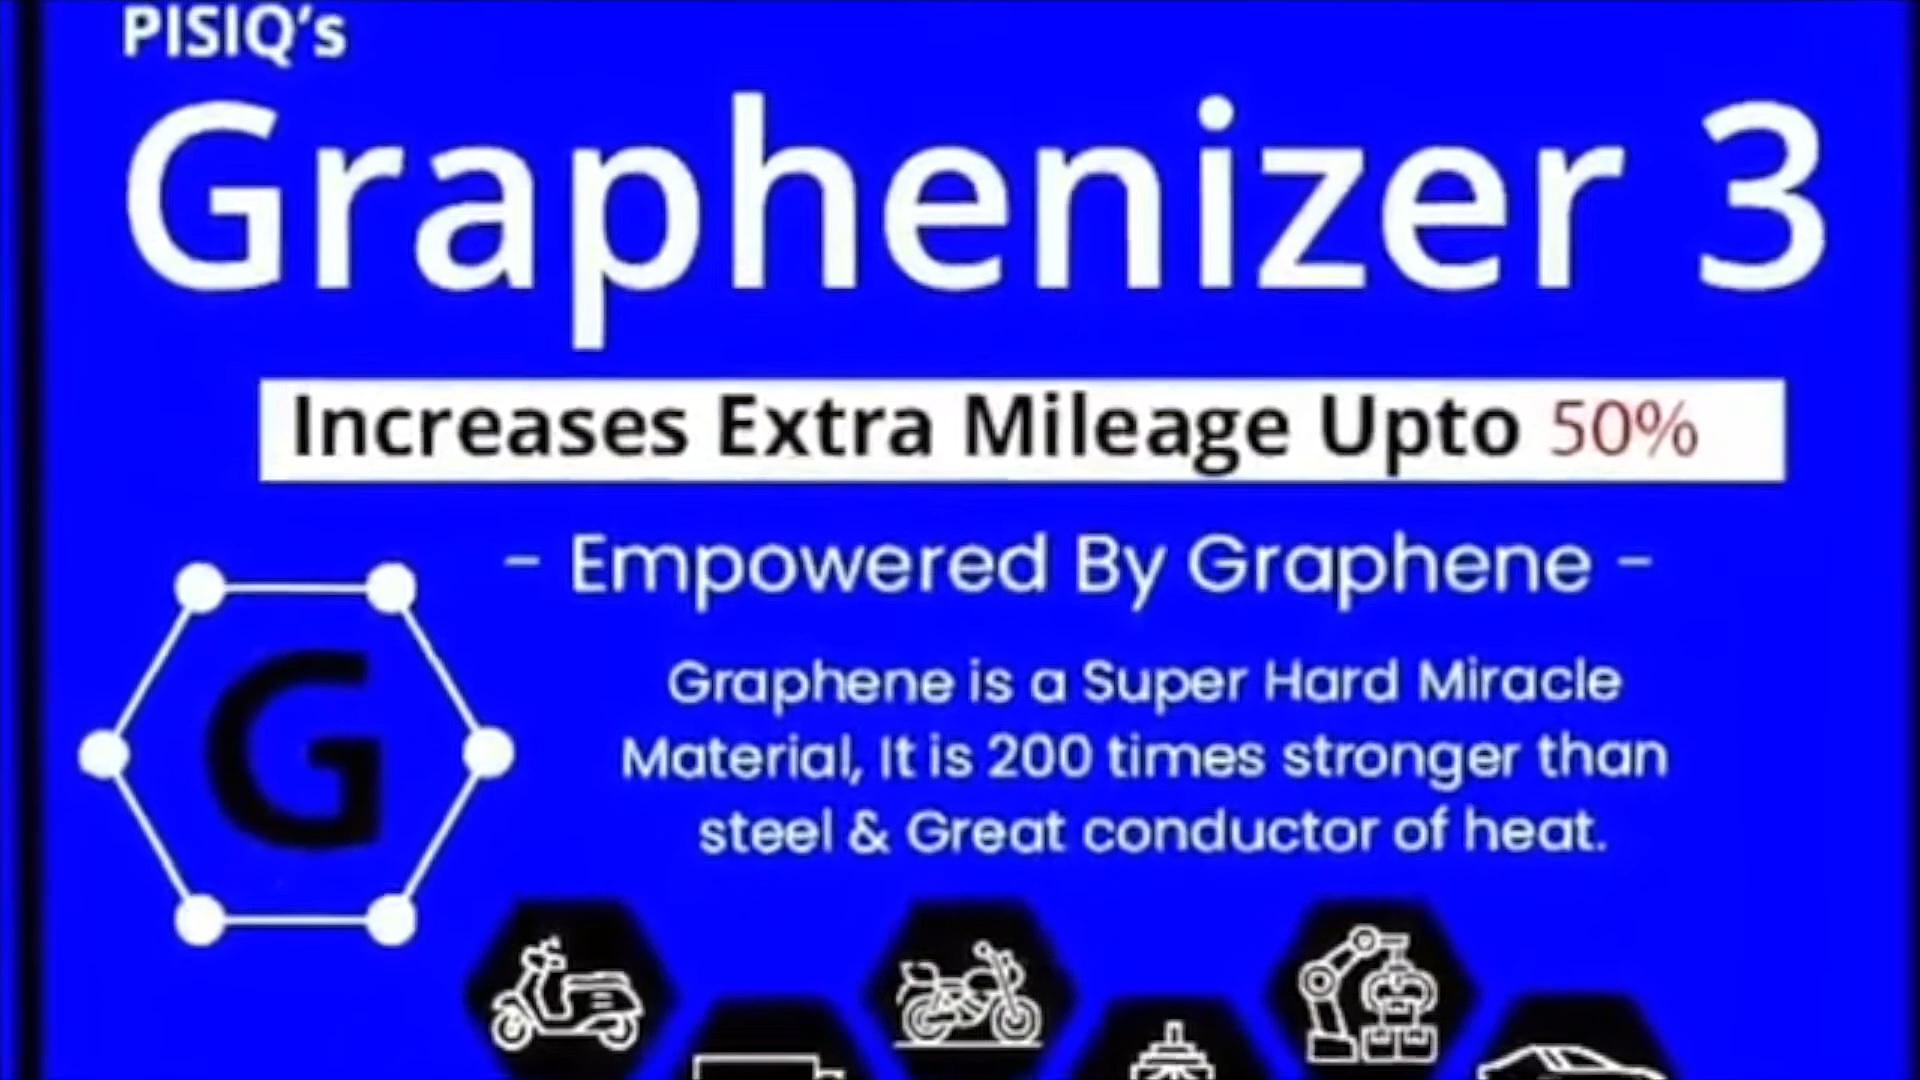 PISIQ's
Graphenizer 3
Increases Extra Mileage Upto 50%
- Empowered By Graphene -
G
Graphene is a Super Hard Miracle
Material, It is 200 times stronger than
steel & Great conductor of heat.